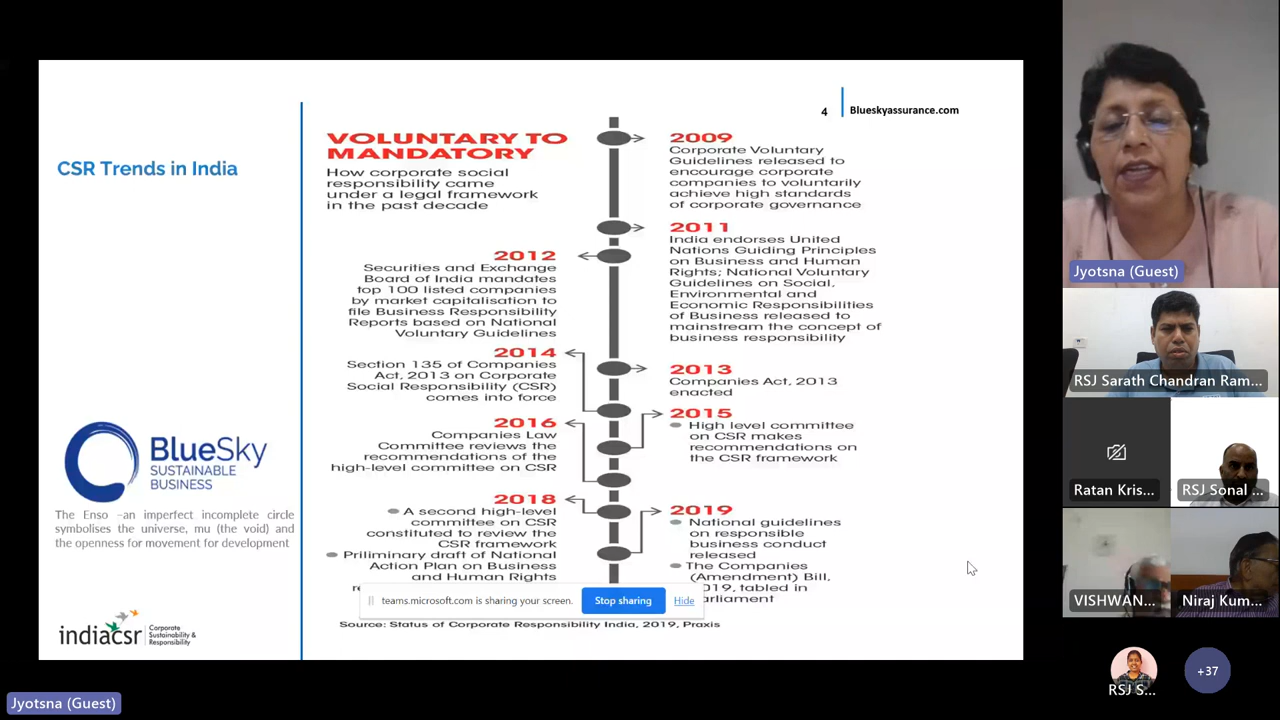 4
Blueskyassurance.com
CSR Trends in India
VOLUNTARY TO
MANDATORY
How corporate social
responsibility came
under a legal framework
in the past decade
2009
Corporate Voluntary
Guidelines released to
encourage corporate
companies to voluntarily
achieve high standards
of corporate governance
2011
India endorses United
Nations Guiding Principles
on Business and Human
Rights; National Voluntary
Guidelines on Social,
Environmental and
Economic Responsibilities
of Business released to
mainstream the concept of
business responsibility
2012
Securities and Exchange
Board of India mandates
top 100 listed companies
by market capitalisation to
file Business Responsibility
Reports based on National
Voluntary Guidelines
2013
Companies Act, 2013
enacted
2014
Section 135 of Companies
Act, 2013 on Corporate
Social Responsibility (CSR)
comes into force
2015
High level committee
on CSR makes
recommendations on
the CSR framework
2016
Companies Law
Committee reviews the
recommendations of the
high-level committee on CSR
2018
A second high-level
committee on CSR
constituted to review the
CSR framework
Priliminary draft of National
Action Plan on Business
and Human Rights
2019
National guidelines
on responsible
business conduct
released
The Companies
(Amendment) Bill,
tabled in
teams.microsoft.com is sharing your screen.
Stop sharing
Hide
Source: Status of Corporate Responsibility India, 2019, Praxis
BlueSky
SUSTAINABLE
BUSINESS
The Enso –an imperfect incomplete circle
symbolises the universe, mu (the void) and
the openness for movement for development
indiacsr
Corporate
Sustainability &
Responsibility
Jyotsna (Guest)
Jyotsna (Guest)
RSJ Sarath Chandran Ram...
Ratan Kris...
RSJ Sonal ...
VISHWAN...
Niraj Kum...
RSJ S...
+37